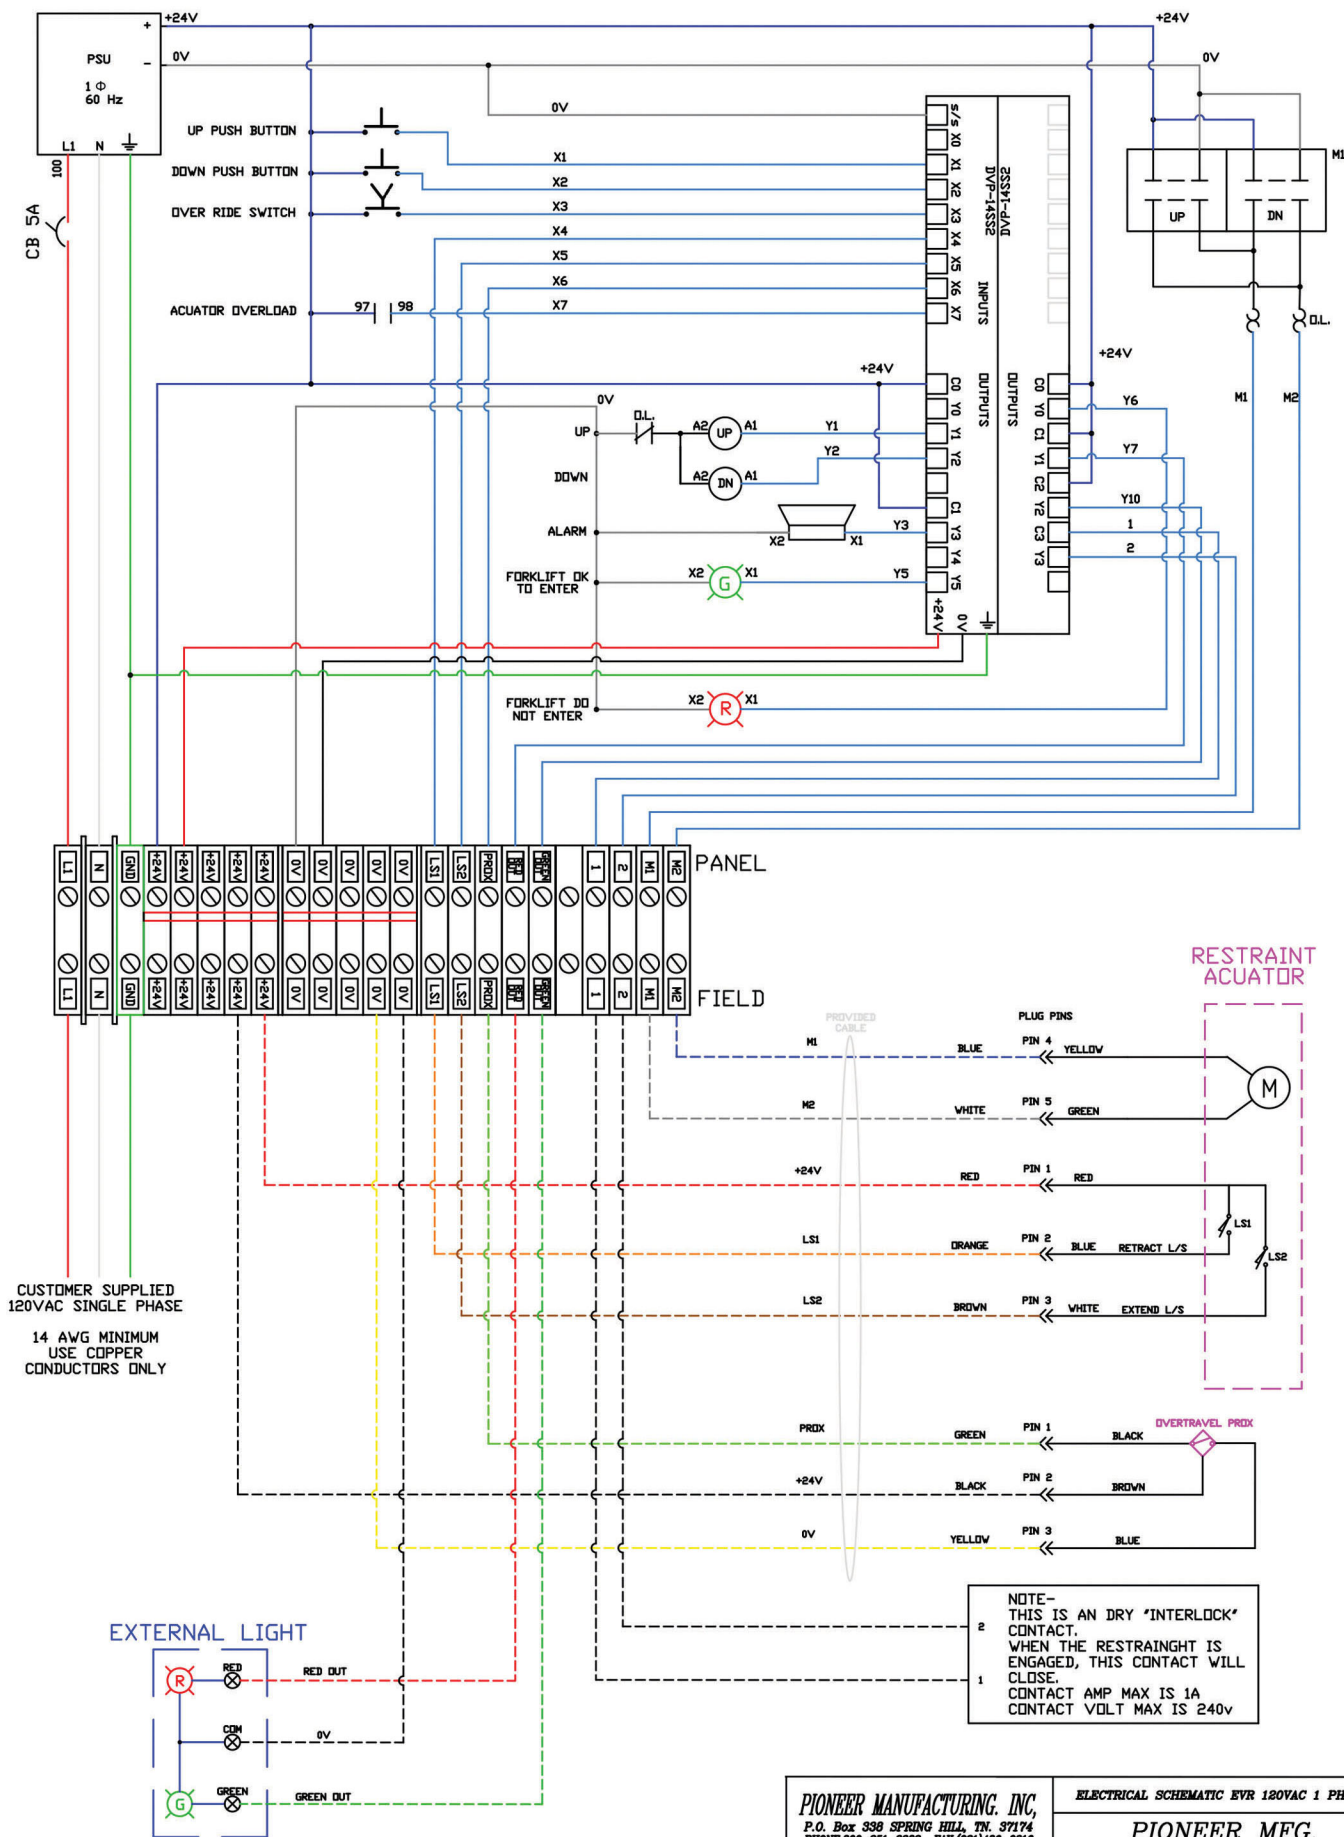 +24V
+24V
+
PSU
-
0V
0V
1 Φ
60 Hz
L1
N
100
CB 5A
0V
UP PUSH BUTTON
X1
DOWN PUSH BUTTON
X2
OVER RIDE SWITCH
X3
X4
X5
X6
ACUATOR OVERLOAD
97
98
X7
S/S
X0
X1
X2
X3
X4
X5
X6
X7
DVP-14SS2
DVP-14SS2
INPUTS
M1
UP
DN
O.L.
M1
M2
+24V
+24V
C0
Y0
Y1
Y2
C1
Y3
Y4
Y5
OUTPUTS
OUTPUTS
C0
Y0
C1
Y1
C2
Y2
C3
Y3
Y6
Y7
Y10
1
2
0V
UP
O.L.
A2
UP
A1
Y1
DOWN
A2
DN
A1
Y2
ALARM
X2
X1
Y3
FORKLIFT OK
TO ENTER
X2
G
X1
Y5
+24V
0V
FORKLIFT DO
NOT ENTER
X2
R
X1
L1
N
GND
+24V
+24V
+24V
+24V
+24V
0V
0V
0V
0V
0V
LS1
LS2
PROX
RED OUT
GREEN OUT
1
2
M1
M2
PANEL
L1
N
GND
+24V
+24V
+24V
+24V
+24V
0V
0V
0V
0V
0V
LS1
LS2
PROX
RED OUT
GREEN OUT
1
2
M1
M2
FIELD
RESTRAINT
ACUATOR
PROVIDED
CABLE
PLUG PINS
M1
BLUE
PIN 4
YELLOW
M
M2
WHITE
PIN 5
GREEN
+24V
RED
PIN 1
RED
LS1
LS1
ORANGE
PIN 2
BLUE
RETRACT L/S
LS2
LS2
BROWN
PIN 3
WHITE
EXTEND L/S
CUSTOMER SUPPLIED
120VAC SINGLE PHASE
14 AWG MINIMUM
USE COPPER
CONDUCTORS ONLY
OVERTRAVEL PROX
PROX
GREEN
PIN 1
BLACK
+24V
BLACK
PIN 2
BROWN
0V
YELLOW
PIN 3
BLUE
NOTE-
THIS IS AN DRY "INTERLOCK"
CONTACT.
WHEN THE RESTRAINGHT IS
ENGAGED, THIS CONTACT WILL
CLOSE.
CONTACT AMP MAX IS 1A
CONTACT VOLT MAX IS 240v
2
1
EXTERNAL LIGHT
R
RED
RED OUT
COM
0V
G
GREEN
GREEN OUT
PIONEER MANUFACTURING. INC,
P.O. Box 338 SPRING HILL, TN. 37174
ELECTRICAL SCHEMATIC EVR 120VAC 1 PH
PIONEER MFG